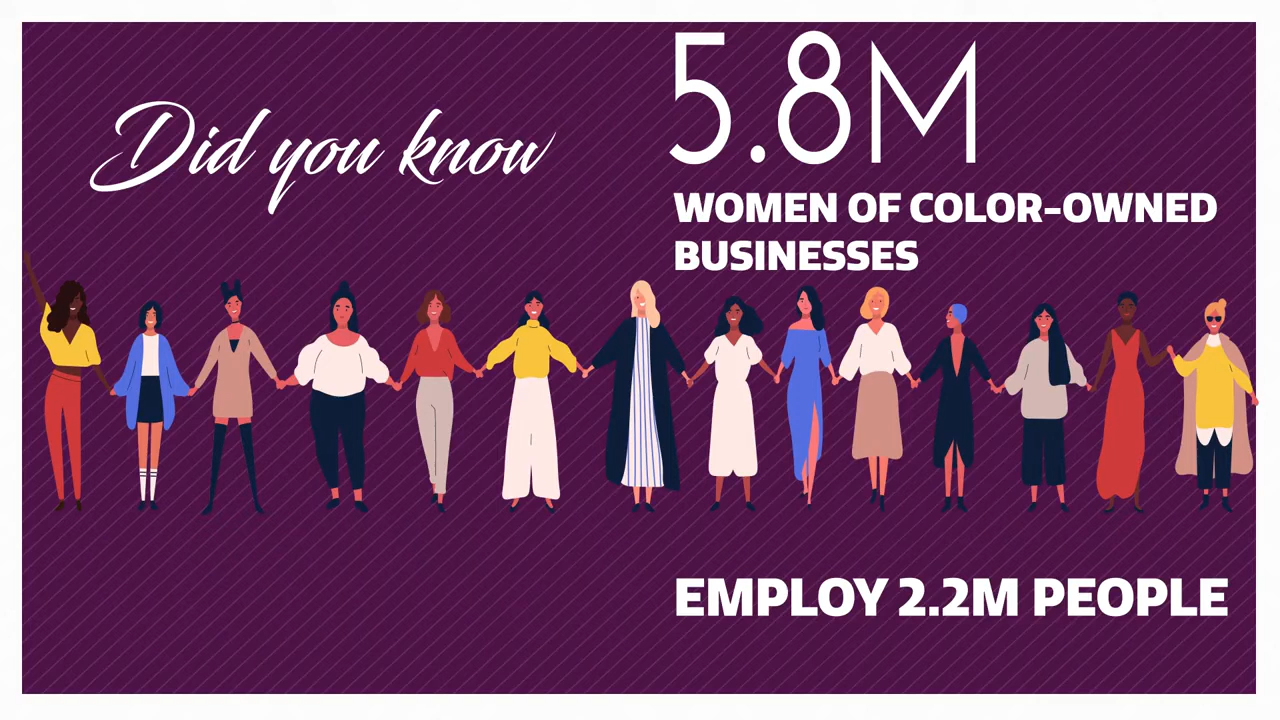 Did you know
5.8M
WOMEN OF COLOR-OWNED
BUSINESSES
EMPLOY 2.2M PEOPLE